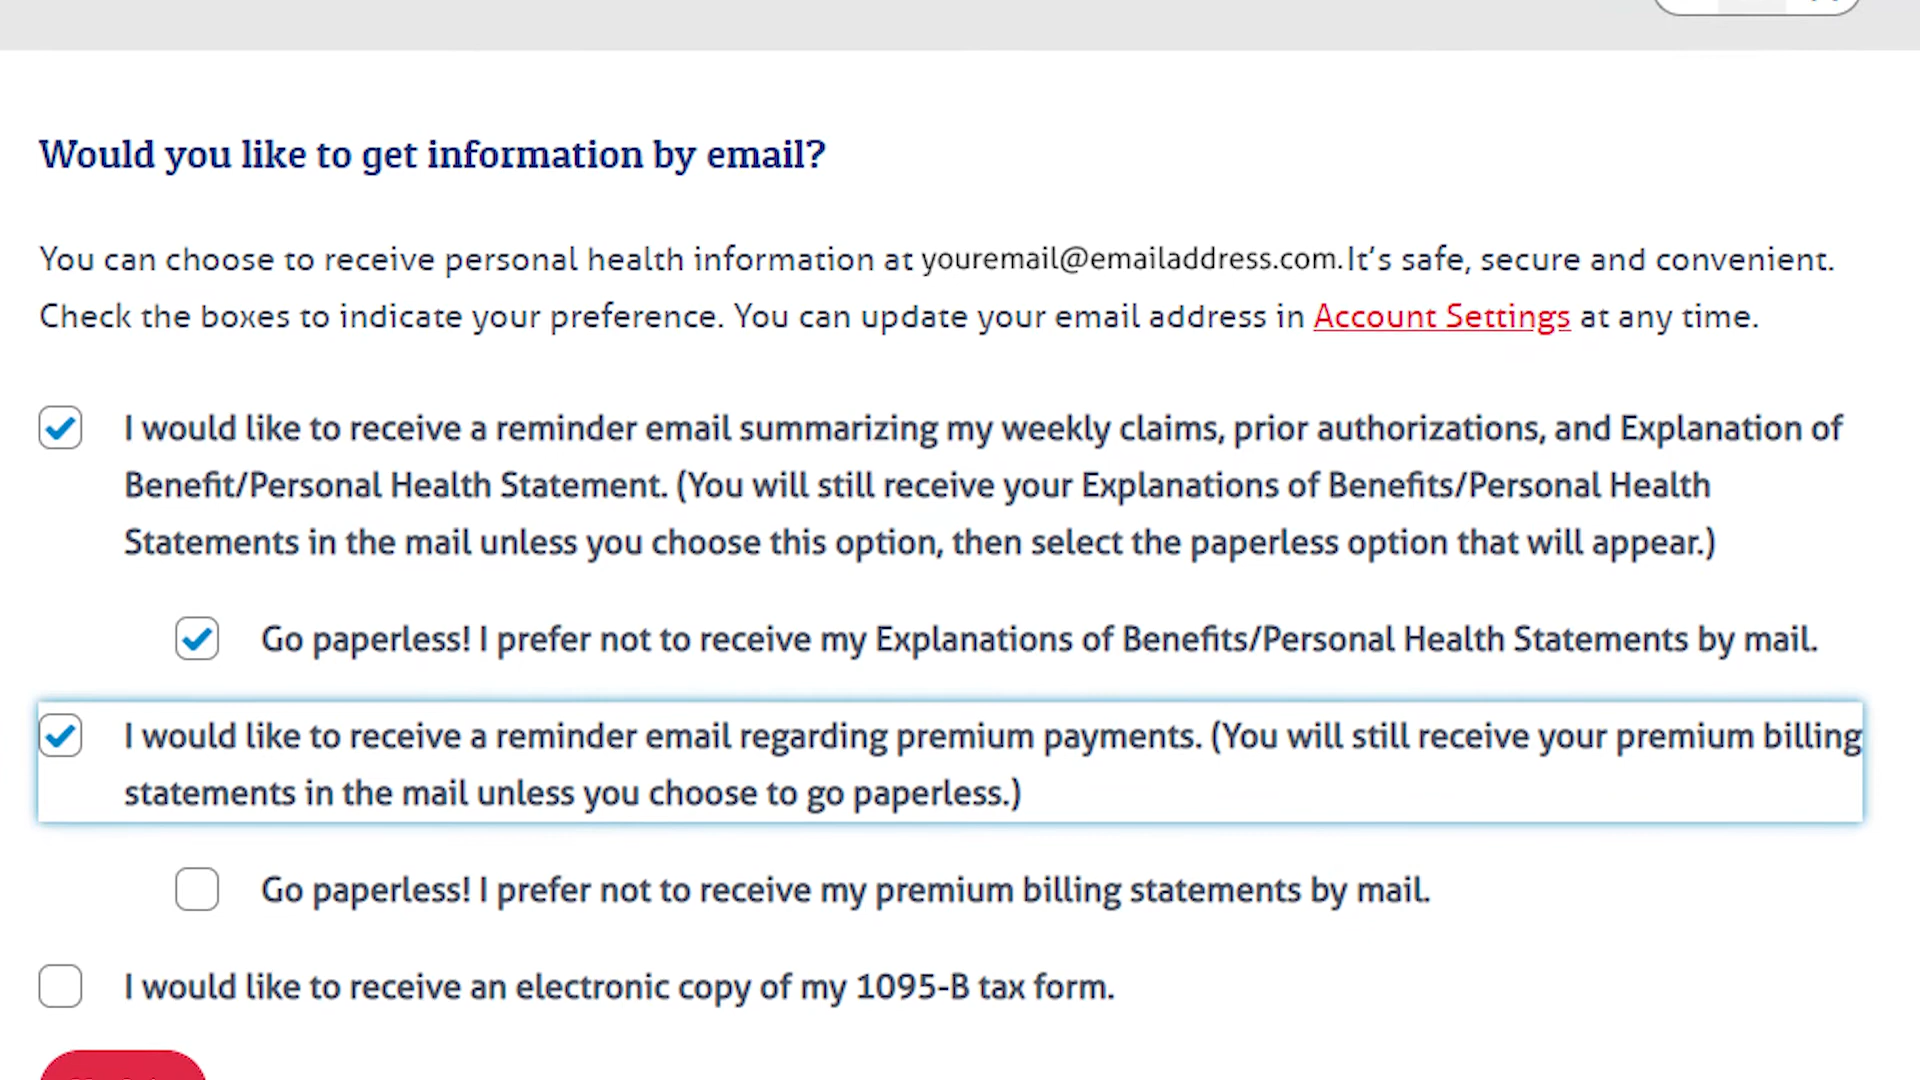 Would you like to get information by email?
You can choose to receive personal health information at youremail@emailaddress.com. It’s safe, secure and convenient.
Check the boxes to indicate your preference. You can update your email address in Account Settings at any time.
I would like to receive a reminder email summarizing my weekly claims, prior authorizations, and Explanation of
Benefit/Personal Health Statement. (You will still receive your Explanations of Benefits/Personal Health
Statements in the mail unless you choose this option, then select the paperless option that will appear.)
Go paperless! I prefer not to receive my Explanations of Benefits/Personal Health Statements by mail.
I would like to receive a reminder email regarding premium payments. (You will still receive your premium billing
statements in the mail unless you choose to go paperless.)
Go paperless! I prefer not to receive my premium billing statements by mail.
I would like to receive an electronic copy of my 1095-B tax form.